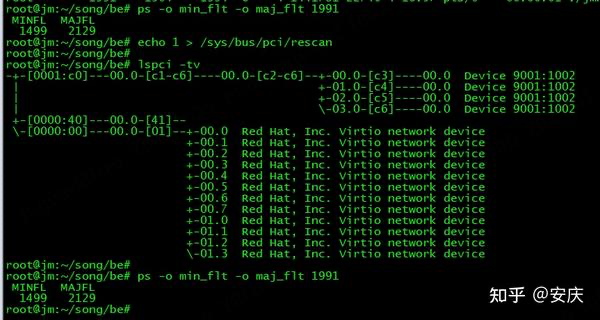 root@jm:~/song/be# ps -o min_flt -o maj_flt 1991
 MINFL  MAJFL
  1499   2129
root@jm:~/song/be# echo 1 > /sys/bus/pci/rescan
root@jm:~/song/be#
root@jm:~/song/be# lspci -tv
-+-[0001:c0]---00.0-[c1-c6]----00.0-[c2-c6]--+-00.0-[c3]----00.0  Device 9001:1002
 |                                           +-01.0-[c4]----00.0  Device 9001:1002
 |                                           +-02.0-[c5]----00.0  Device 9001:1002
 |                                           \-03.0-[c6]----00.0  Device 9001:1002
 +-[0000:40]---00.0-[41]--
 \-[0000:00]---00.0-[01]--+-00.0  Red Hat, Inc. Virtio network device
                          +-00.1  Red Hat, Inc. Virtio network device
                          +-00.2  Red Hat, Inc. Virtio network device
                          +-00.3  Red Hat, Inc. Virtio network device
                          +-00.4  Red Hat, Inc. Virtio network device
                          +-00.5  Red Hat, Inc. Virtio network device
                          +-00.6  Red Hat, Inc. Virtio network device
                          +-00.7  Red Hat, Inc. Virtio network device
                          +-01.0  Red Hat, Inc. Virtio network device
                          +-01.1  Red Hat, Inc. Virtio network device
                          +-01.2  Red Hat, Inc. Virtio network device
                          \-01.3  Red Hat, Inc. Virtio network device
root@jm:~/song/be#
root@jm:~/song/be# ps -o min_flt -o maj_flt 1991
 MINFL  MAJFL
  1499   2129
root@jm:~/song/be#
知乎 @安庆